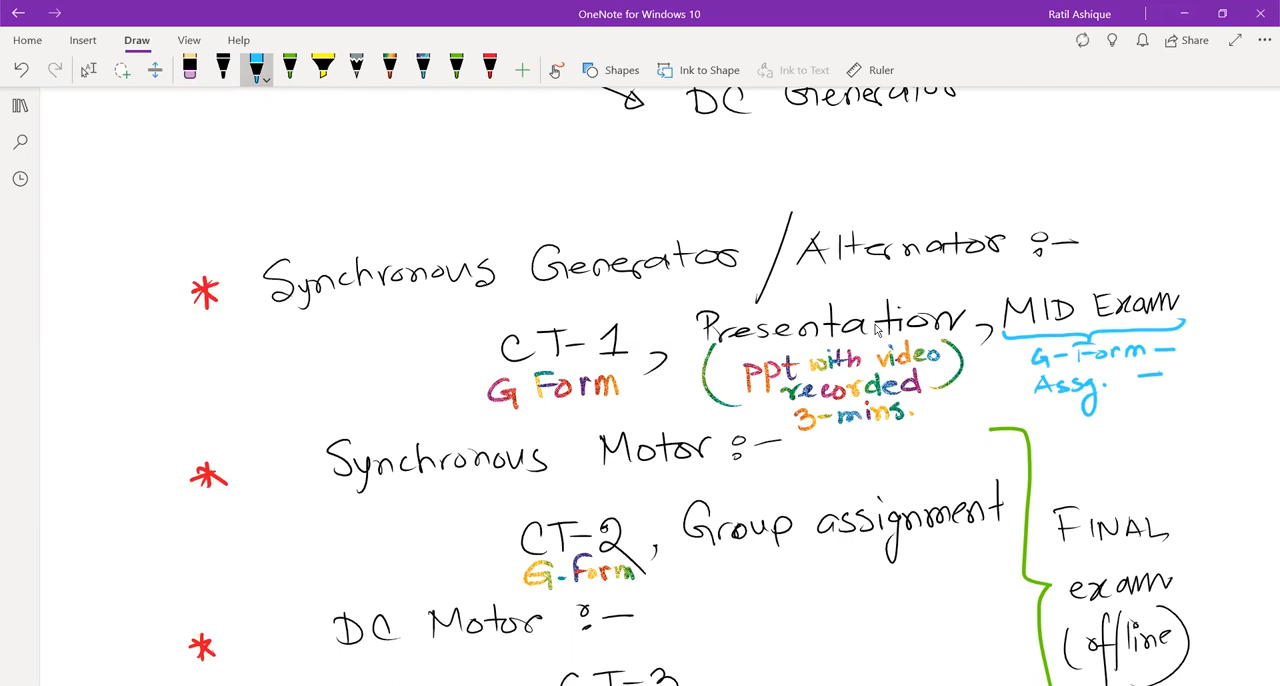 OneNote for Windows 10
Ratil Ashique
Home Insert Draw View Help
Share
Shapes Ink to Shape Ink to Text Ruler
DC Generator
Synchronous Generator / Alternator :-
CT-1, Presentation, MID Exam
G Form
(PPt with video recorded 3-mins.)
G-Form -
Assg. -
Synchronous Motor :-
CT-2, Group assignment
G-Form
FINAL
exam
(offline)
DC Motor :-
CT-3